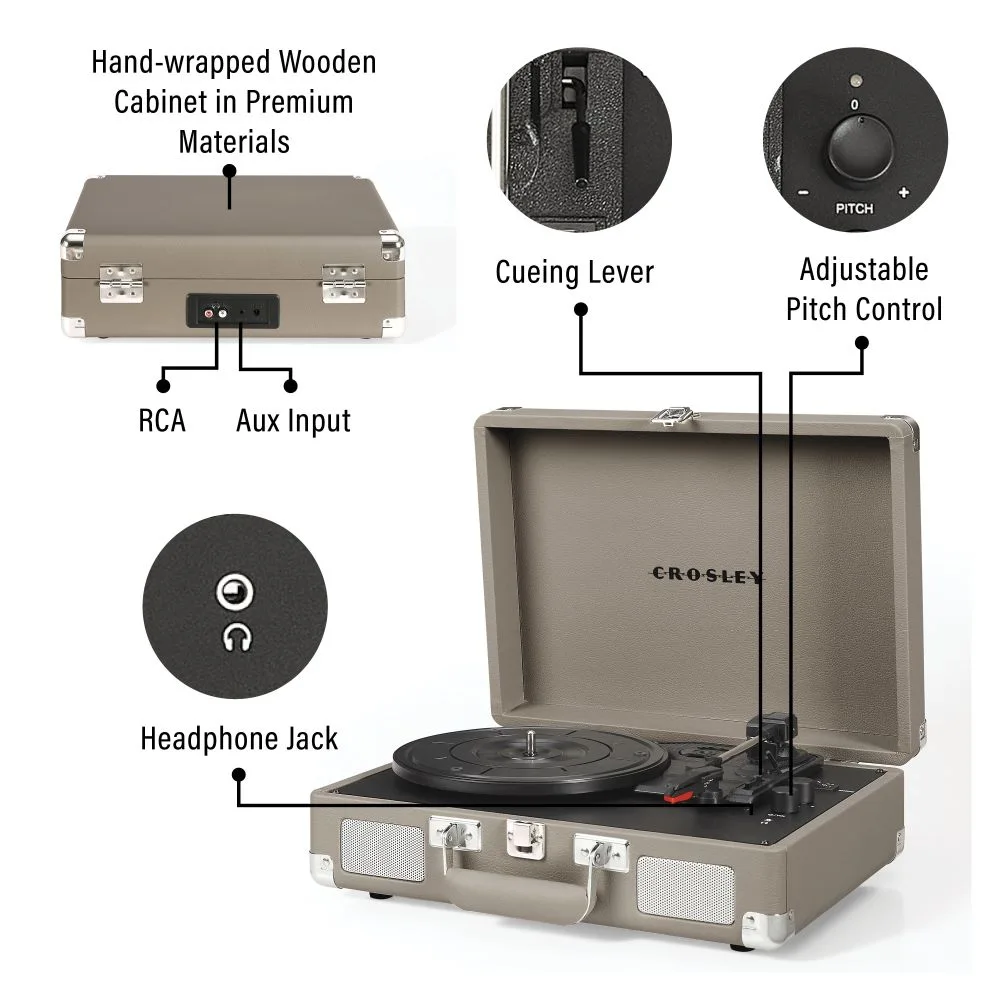 Hand-wrapped Wooden
Cabinet in Premium
Materials
RCA
Aux Input
0
- +
PITCH
Cueing Lever
Adjustable
Pitch Control
CROSLEY
Headphone Jack